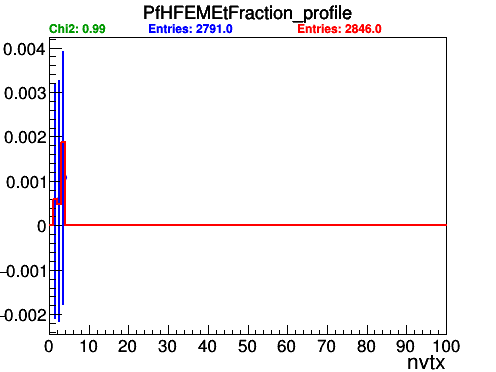 PfHFEMEtFraction_profile
Chi2: 0.99 Entries: 2791.0 Entries: 2846.0
0.004
0.003
0.002
0.001
0
−0.001
−0.002
0 10 20 30 40 50 60 70 80 90 100
nvtx